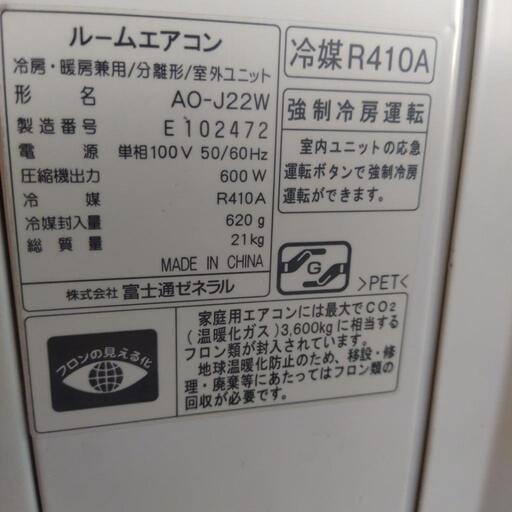 ルームエアコン
冷房・暖房兼用/分離形/室外ユニット
形 名 AO-J22W
製造番号 E102472
電 源 単相100V 50/60Hz
圧縮機出力 600W
冷 媒 R410A
冷媒封入量 620g
総質量 21kg
MADE IN CHINA
株式会社 富士通ゼネラル
冷媒R410A
強制冷房運転
室内ユニットの応急
運転ボタンで強制冷房
運転ができます。
G
>PET<
フロンの見える化
家庭用エアコンには最大でCO2
(温暖化ガス)3,600kgに相当する
フロン類が封入されています。
地球温暖化防止のため、移設・修
理・廃棄等にあたってはフロン類の
回収が必要です。